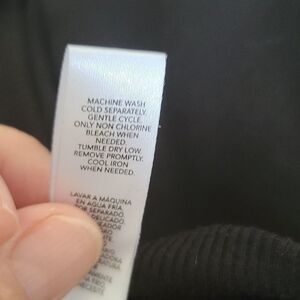 MACHINE WASH
COLD SEPARATELY.
GENTLE CYCLE.
ONLY NON CHLORINE
BLEACH WHEN
NEEDED.
TUMBLE DRY LOW.
REMOVE PROMPTLY.
COOL IRON
WHEN NEEDED.
LAVAR A MÁQUINA
EN AGUA FRÍA
POR SEPARADO.
DELICADO.